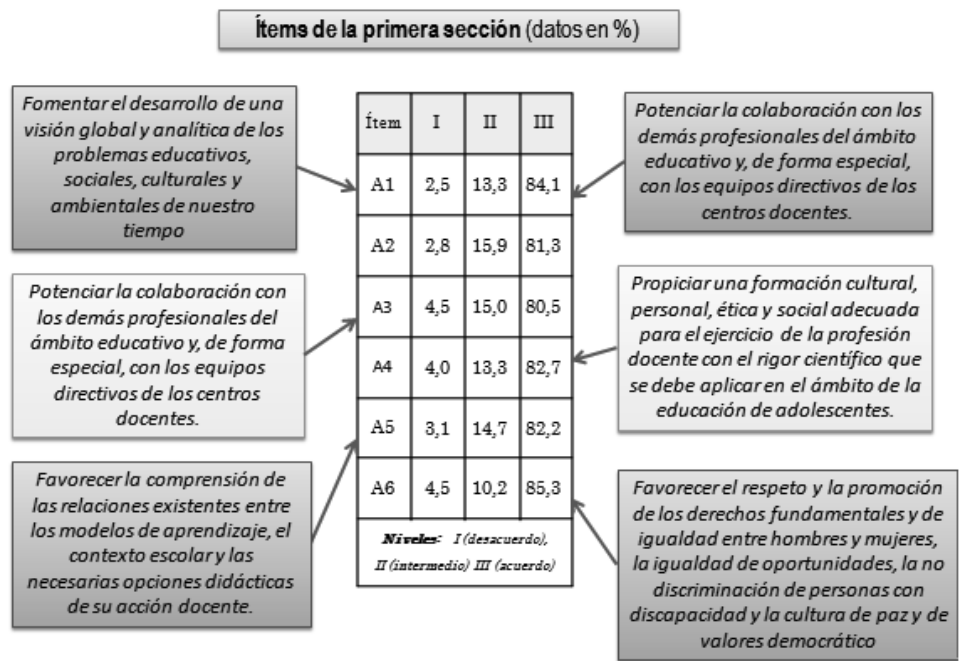 Ítems de la primera sección (datos en %)
Fomentar el desarrollo de una
visión global y analítica de los
problemas educativos,
sociales, culturales y
ambientales de nuestro
tiempo
Potenciar la colaboración con
los demás profesionales del
ámbito educativo y, de forma
especial, con los equipos
directivos de los centros
docentes.
Favorecer la comprensión de
las relaciones existentes entre
los modelos de aprendizaje, el
contexto escolar y las
necesarias opciones didácticas
de su acción docente.
Ítem I II III
A1 2,5 13,3 84,1
A2 2,8 15,9 81,3
A3 4,5 15,0 80,5
A4 4,0 13,3 82,7
A5 3,1 14,7 82,2
A6 4,5 10,2 85,3
Niveles: I (desacuerdo),
II (intermedio) III (acuerdo)
Potenciar la colaboración con los
demás profesionales del ámbito
educativo y, de forma especial,
con los equipos directivos de los
centros docentes.
Propiciar una formación cultural,
personal, ética y social adecuada
para el ejercicio de la profesión
docente con el rigor científico que
se debe aplicar en el ámbito de la
educación de adolescentes.
Favorecer el respeto y la promoción
de los derechos fundamentales y de
igualdad entre hombres y mujeres,
la igualdad de oportunidades, la no
discriminación de personas con
discapacidad y la cultura de paz y de
valores democrático